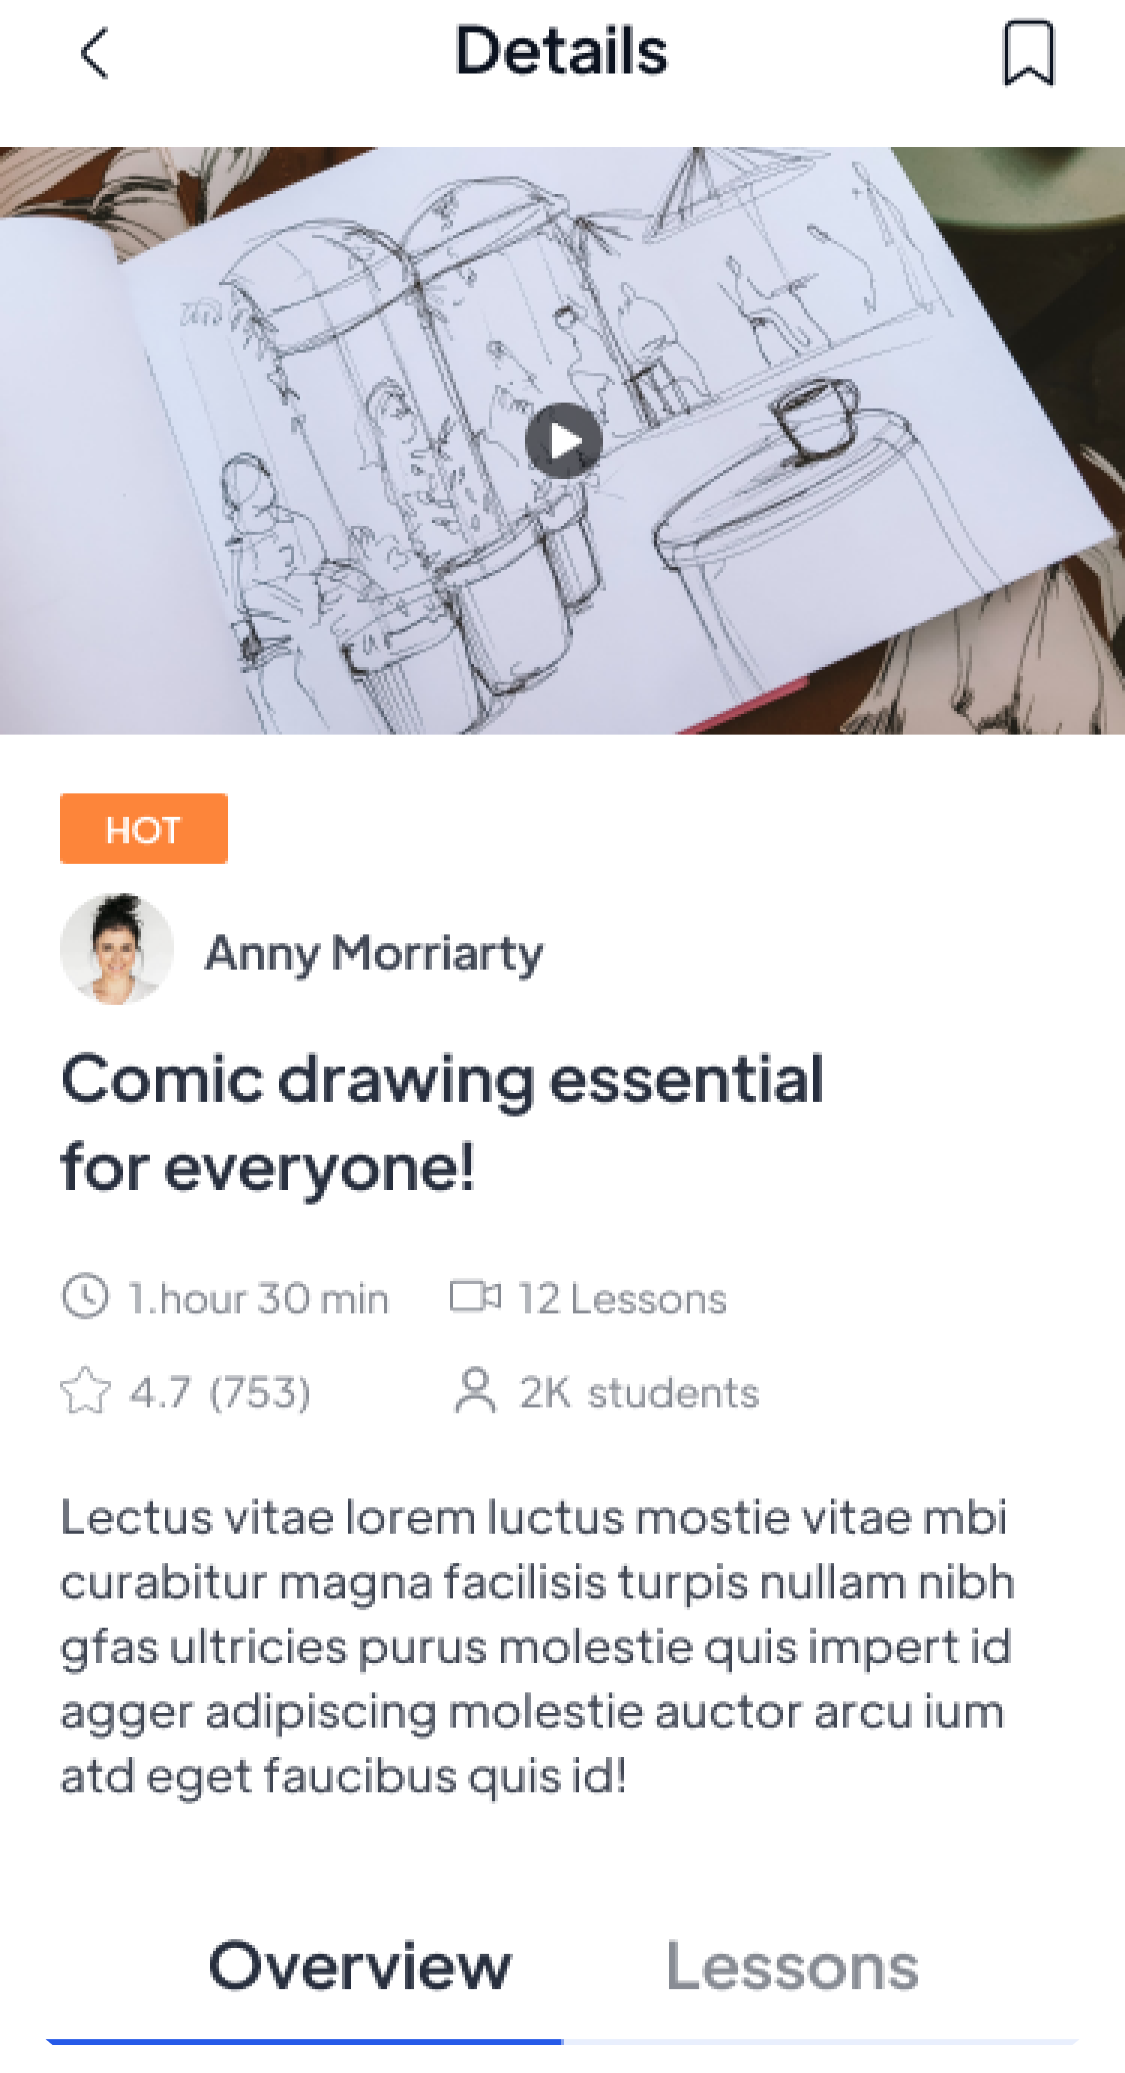 Details
HOT
Anny Morriarty
Comic drawing essential
for everyone!
1.hour 30 min 12 Lessons
4.7 (753) 2K students
Lectus vitae lorem luctus mostie vitae mbi
curabitur magna facilisis turpis nullam nibh
gfas ultricies purus molestie quis impert id
agger adipiscing molestie auctor arcu ium
atd eget faucibus quis id!
Overview Lessons